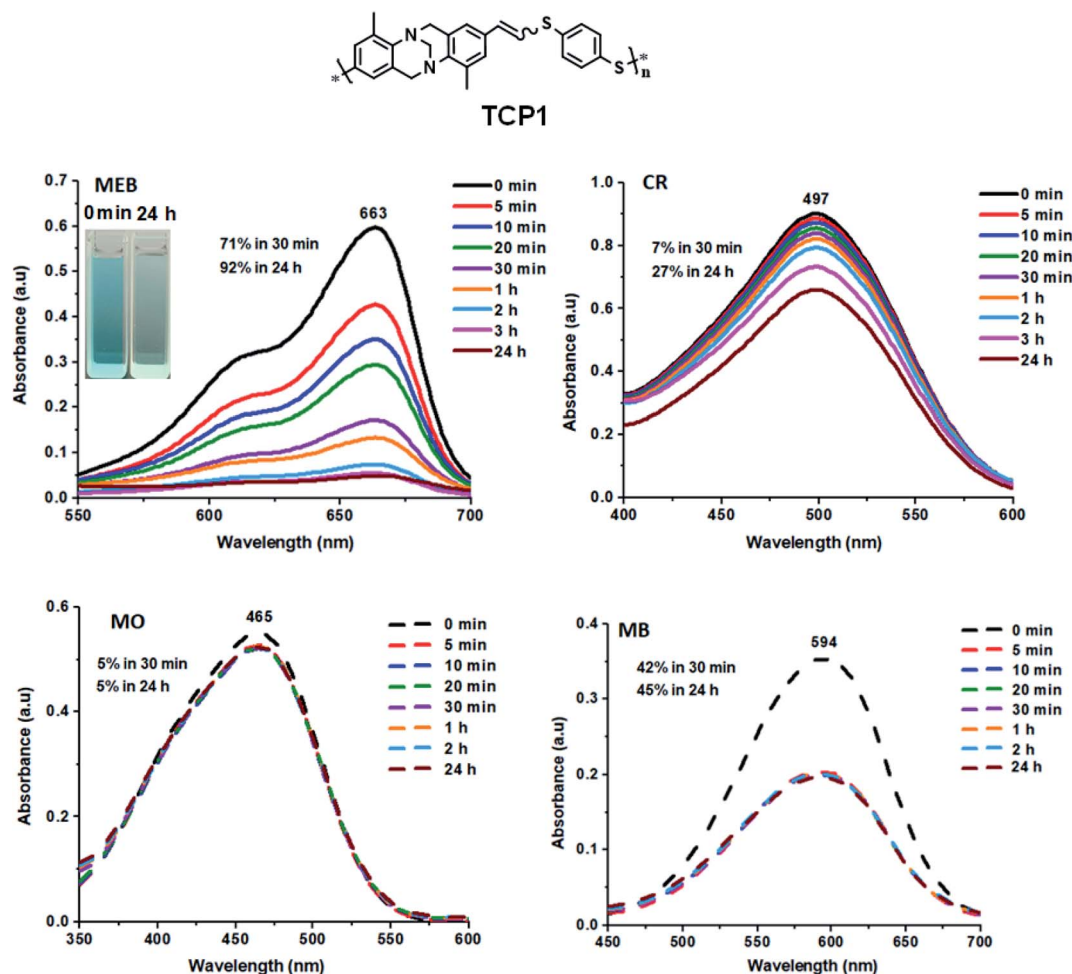 S
N
N
S
*
*
n
TCP1
MEB
0 min 24 h
663
71% in 30 min
92% in 24 h
0 min
5 min
10 min
20 min
30 min
1 h
2 h
3 h
24 h
0.7
0.6
0.5
0.4
0.3
0.2
0.1
0.0
550
600
650
700
Absorbance (a.u)
Wavelength (nm)
CR
497
7% in 30 min
27% in 24 h
0 min
5 min
10 min
20 min
30 min
1 h
2 h
3 h
24 h
1.0
0.8
0.6
0.4
0.2
0.0
400
450
500
550
600
Absorbance (a.u)
Wavelength (nm)
MO
465
5% in 30 min
5% in 24 h
0 min
5 min
10 min
20 min
30 min
1 h
2 h
24 h
0.6
0.4
0.2
0.0
350
400
450
500
550
600
Absorbance (a.u)
Wavelength (nm)
MB
594
42% in 30 min
45% in 24 h
0 min
5 min
10 min
20 min
30 min
1 h
2 h
24 h
0.4
0.3
0.2
0.1
0.0
450
500
550
600
650
700
Absorbance (a.u)
Wavelength (nm)